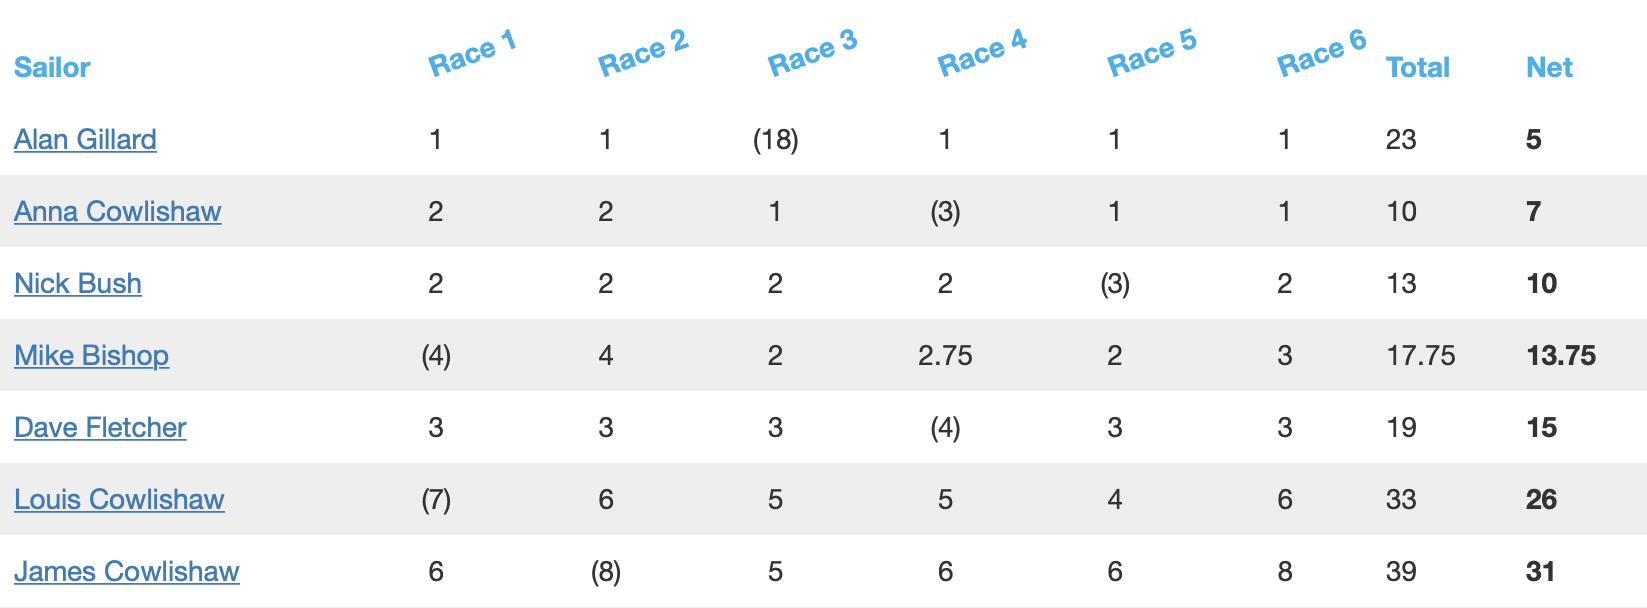 Sailor Race 1 Race 2 Race 3 Race 4 Race 5 Race 6 Total Net
Alan Gillard 1 1 (18) 1 1 1 23 5
Anna Cowlishaw 2 2 1 (3) 1 1 10 7
Nick Bush 2 2 2 2 (3) 2 13 10
Mike Bishop (4) 4 2 2.75 2 3 17.75 13.75
Dave Fletcher 3 3 3 (4) 3 3 19 15
Louis Cowlishaw (7) 6 5 5 4 6 33 26
James Cowlishaw 6 (8) 5 6 6 8 39 31